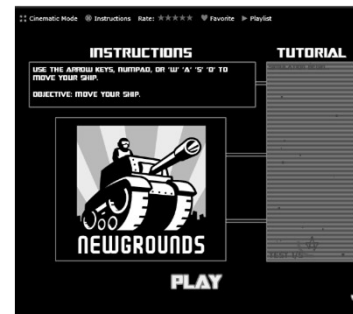 Cinematic Mode Instructions Rate: Favorite Playlist
INSTRUCTIONS
TUTORIAL
USE THE ARROW KEYS, NUMPAD, OR 'W' 'A' 'S' 'D' TO
MOVE YOUR SHIP.
OBJECTIVE: MOVE YOUR SHIP.
NEWGROUNDS
PLAY